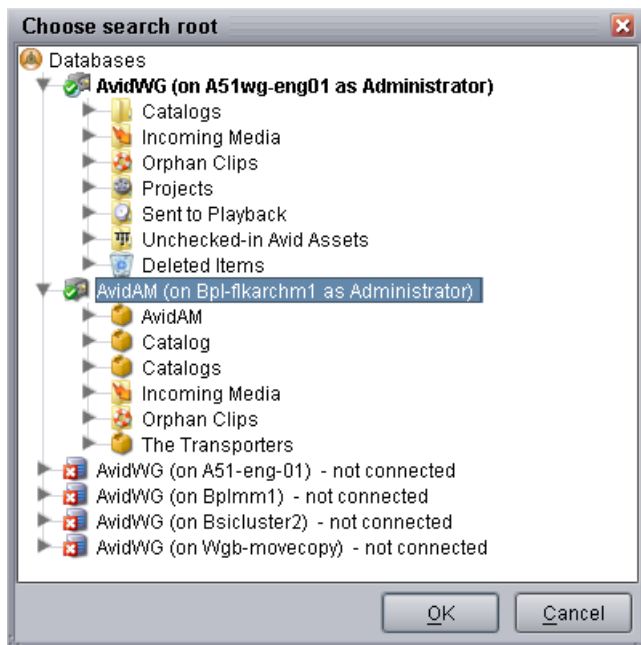 Choose search root
Databases
AvidWG (on A51wg-eng01 as Administrator)
Catalogs
Incoming Media
Orphan Clips
Projects
Sent to Playback
Unchecked-in Avid Assets
Deleted Items
AvidAM (on Bpl-flkarchm1 as Administrator)
AvidAM
Catalog
Catalogs
Incoming Media
Orphan Clips
The Transporters
AvidWG (on A51-eng-01) - not connected
AvidWG (on Bplmm1) - not connected
AvidWG (on Bsicluster2) - not connected
AvidWG (on Wgb-movecopy) - not connected
OK Cancel